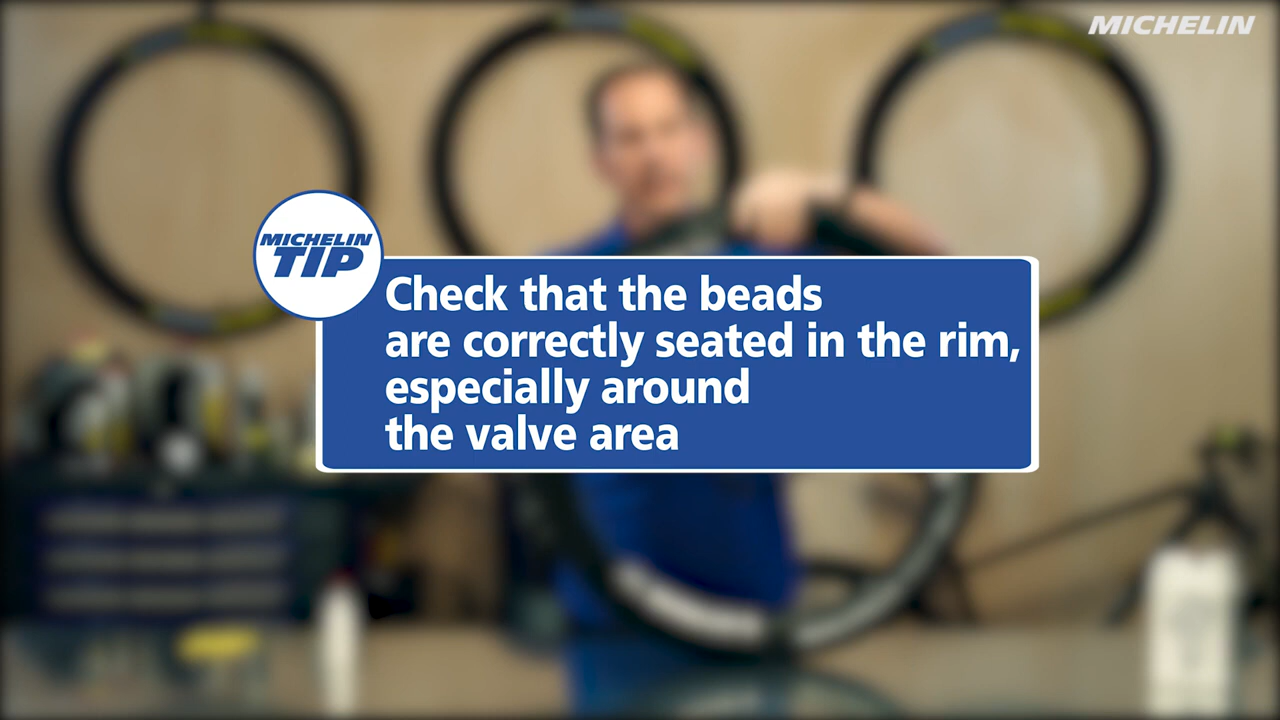 MICHELIN
MICHELIN
TIP
Check that the beads
are correctly seated in the rim,
especially around
the valve area